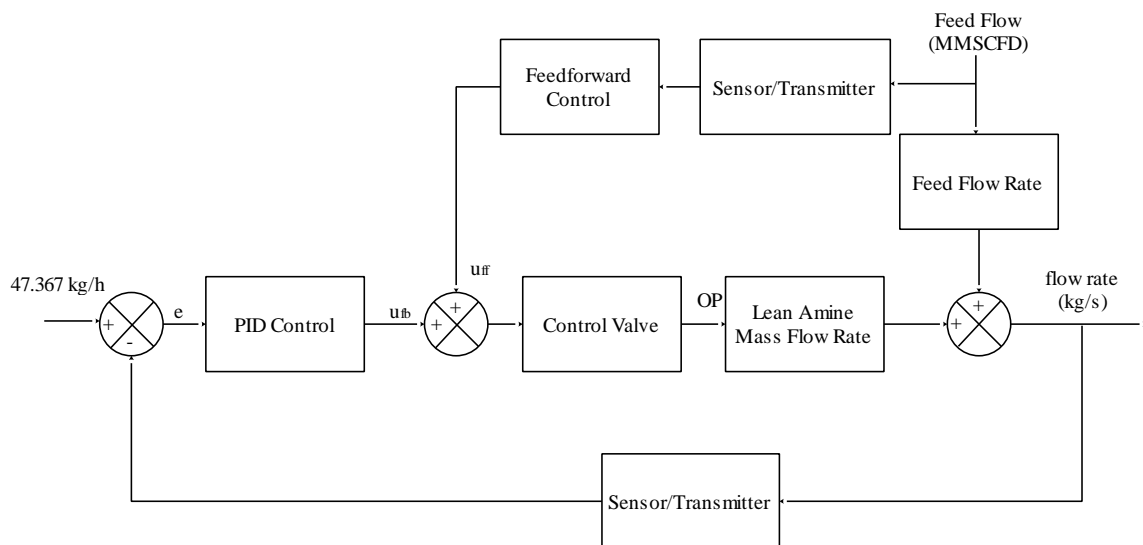 Feed Flow
(MMSCFD)
Feedforward
Control
Sensor/Transmitter
Feed Flow Rate
uff
47.367 kg/h
flow rate
(kg/s)
+
-
e
PID Control
ufb
+
+
Control Valve
OP
Lean Amine
Mass Flow Rate
+
+
Sensor/Transmitter